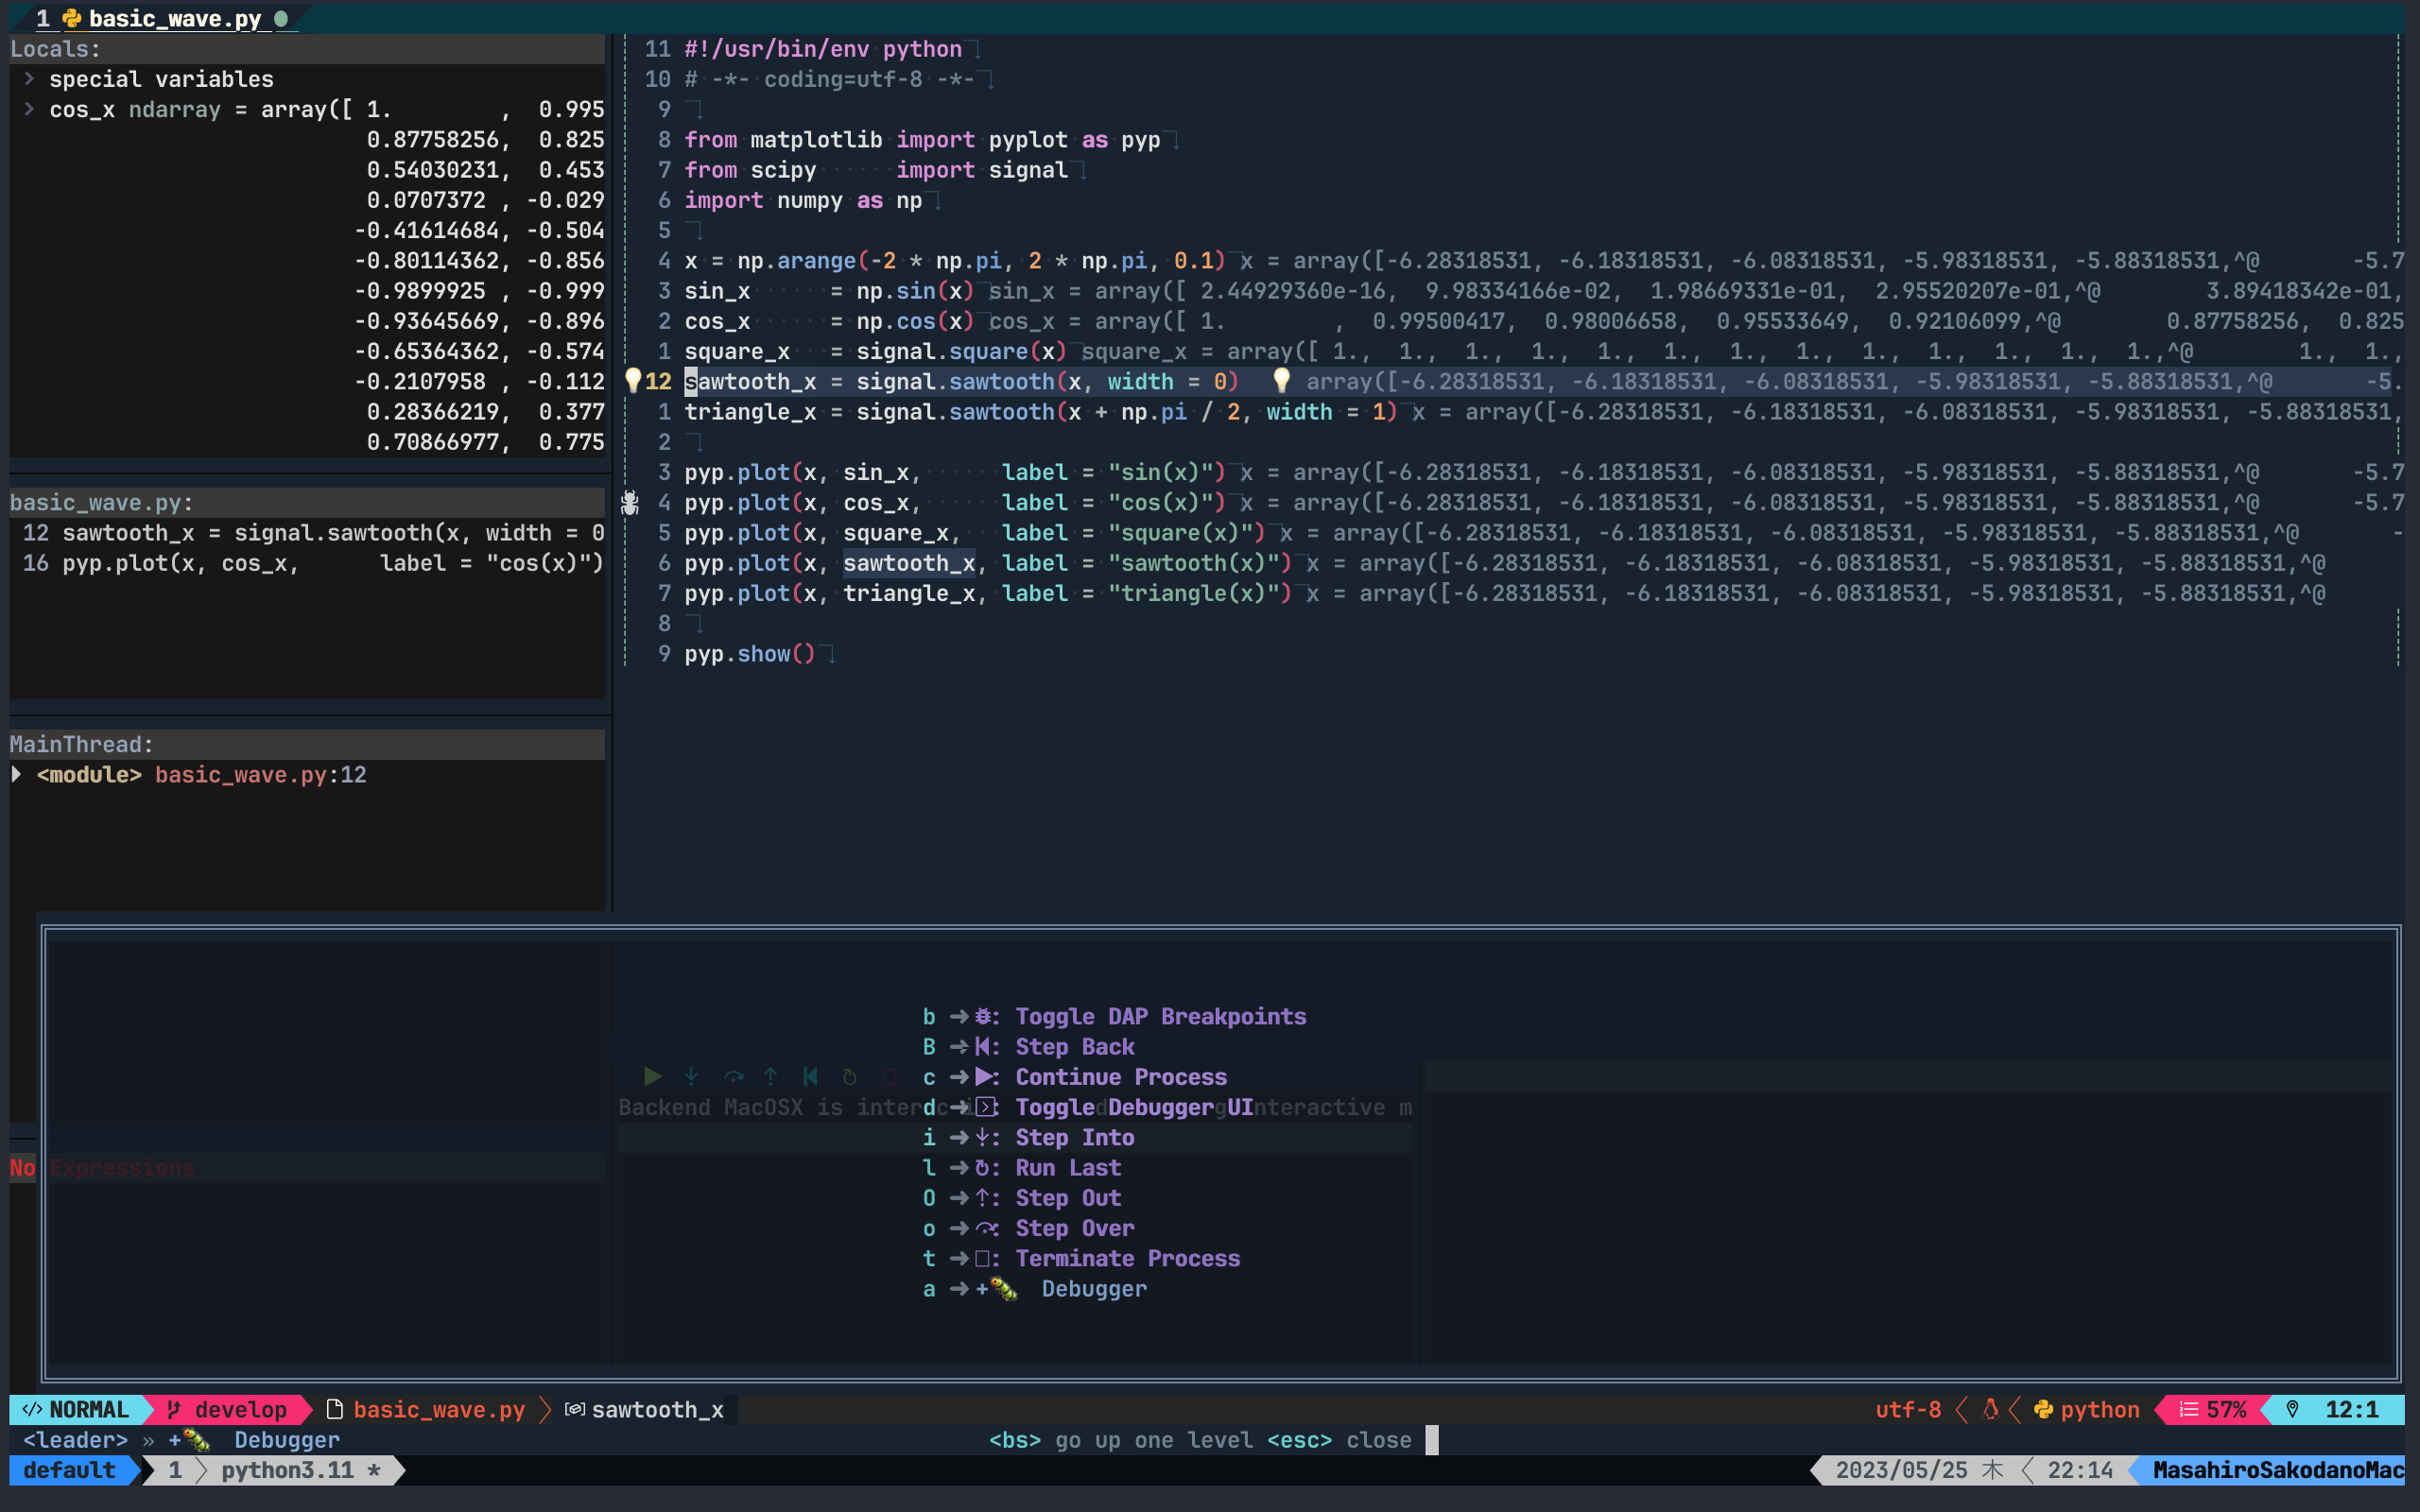 1 basic_wave.py
Locals:
> special variables
> cos_x ndarray = array([ 1.        ,  0.995
0.87758256,  0.825
0.54030231,  0.453
0.0707372 , -0.029
-0.41614684, -0.504
-0.80114362, -0.856
-0.9899925 , -0.999
-0.93645669, -0.896
-0.65364362, -0.574
-0.2107958 , -0.112
0.28366219,  0.377
0.70866977,  0.775
basic_wave.py:
12 sawtooth_x = signal.sawtooth(x, width = 0
16 pyp.plot(x, cos_x,      label = "cos(x)")
MainThread:
<module> basic_wave.py:12
No Expressions
11 #!/usr/bin/env python
10 # -*- coding=utf-8 -*-
9
8 from matplotlib import pyplot as pyp
7 from scipy      import signal
6 import numpy as np
5
4 x = np.arange(-2 * np.pi, 2 * np.pi, 0.1) x = array([-6.28318531, -6.18318531, -6.08318531, -5.98318531, -5.88318531,^@       -5.7
3 sin_x      = np.sin(x) sin_x = array([ 2.44929360e-16,  9.98334166e-02,  1.98669331e-01,  2.95520207e-01,^@        3.89418342e-01,
2 cos_x      = np.cos(x) cos_x = array([ 1.        ,  0.99500417,  0.98006658,  0.95533649,  0.92106099,^@        0.87758256,  0.825
1 square_x   = signal.square(x) square_x = array([ 1.,  1.,  1.,  1.,  1.,  1.,  1.,  1.,  1.,  1.,  1.,  1.,  1.,^@        1.,  1.,
12 sawtooth_x = signal.sawtooth(x, width = 0) array([-6.28318531, -6.18318531, -6.08318531, -5.98318531, -5.88318531,^@       -5.
1 triangle_x = signal.sawtooth(x + np.pi / 2, width = 1) x = array([-6.28318531, -6.18318531, -6.08318531, -5.98318531, -5.88318531,
2
3 pyp.plot(x, sin_x,      label = "sin(x)") x = array([-6.28318531, -6.18318531, -6.08318531, -5.98318531, -5.88318531,^@       -5.7
4 pyp.plot(x, cos_x,      label = "cos(x)") x = array([-6.28318531, -6.18318531, -6.08318531, -5.98318531, -5.88318531,^@       -5.7
5 pyp.plot(x, square_x,   label = "square(x)") x = array([-6.28318531, -6.18318531, -6.08318531, -5.98318531, -5.88318531,^@       -
6 pyp.plot(x, sawtooth_x, label = "sawtooth(x)") x = array([-6.28318531, -6.18318531, -6.08318531, -5.98318531, -5.88318531,^@
7 pyp.plot(x, triangle_x, label = "triangle(x)") x = array([-6.28318531, -6.18318531, -6.08318531, -5.98318531, -5.88318531,^@
8
9 pyp.show()
b → : Toggle DAP Breakpoints
B → : Step Back
c → : Continue Process
Backend MacOSX is inter
d → : Toggle Debugger UI
nteractive m
i → : Step Into
l → : Run Last
O → : Step Out
o → : Step Over
t → : Terminate Process
a → + Debugger
NORMAL develop basic_wave.py sawtooth_x utf-8 python 57% 12:1
<leader> » + Debugger <bs> go up one level <esc> close
default 1 python3.11 * 2023/05/25 木 22:14 MasahiroSakodanoMac